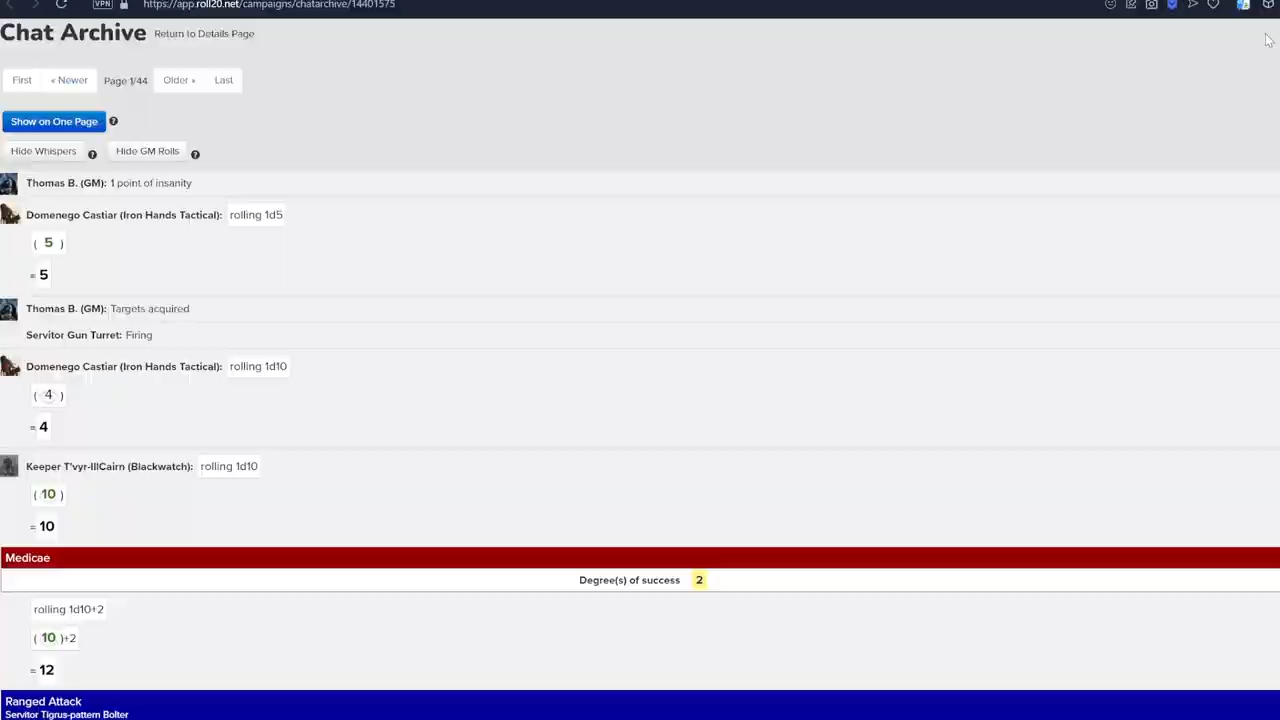 VPN https://app.roll20.net/campaigns/chatarchive/14401575
Chat Archive Return to Details Page
First « Newer Page 1/44 Older » Last
Show on One Page ?
Hide Whispers ? Hide GM Rolls ?
Thomas B. (GM): 1 point of insanity
Domenego Castiar (Iron Hands Tactical): rolling 1d5
( 5 )
= 5
Thomas B. (GM): Targets acquired
Servitor Gun Turret: Firing
Domenego Castiar (Iron Hands Tactical): rolling 1d10
( 4 )
= 4
Keeper T'vyr-IllCairn (Blackwatch): rolling 1d10
( 10 )
= 10
Medicae
Degree(s) of success 2
rolling 1d10+2
( 10 )+2
= 12
Ranged Attack
Servitor Tigrus-pattern Bolter